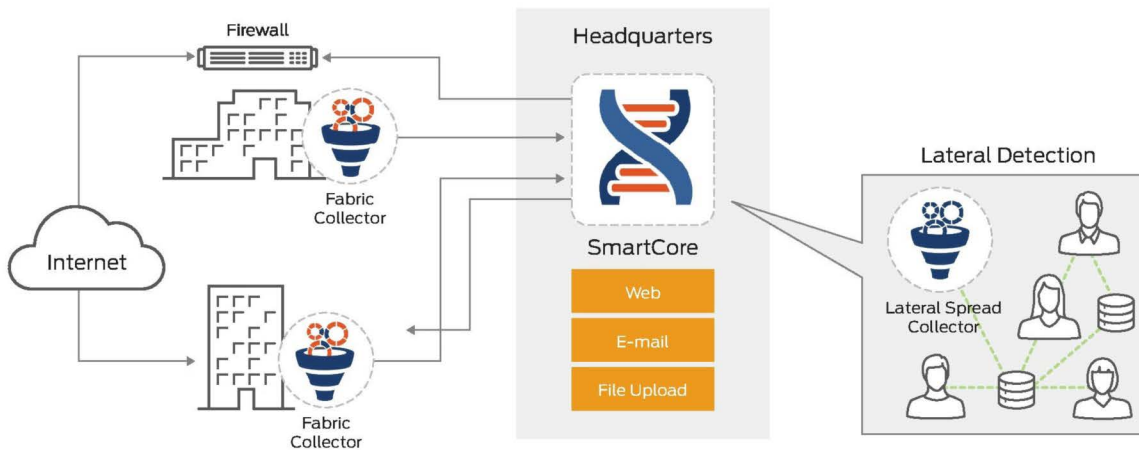 Firewall
Headquarters
Fabric
Collector
Internet
SmartCore
Web
E-mail
File Upload
Fabric
Collector
Lateral Detection
Lateral Spread
Collector